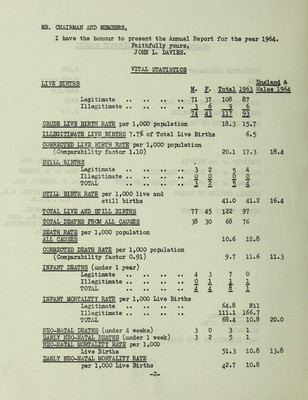 MR. CHAIRMAN AND MEMBERS,
I have the honour to present the Annual Report for the year 1964.
Faithfully yours,
JOHN L. DAVIES.
VITAL STATISTICS
LIVE BIRTHS England &
M. F. Total 1963 Wales 1964
Legitimate .. .. .. .. 71 37 108 87
Illegitimate .. .. .. .. 3 6 9 6
74 43 117 93
CRUDE LIVE BIRTH RATE per 1,000 population 18.3 15.7
ILLEGITIMATE LIVE BIRTHS 7.7% of Total Live Births 6.5
CORRECTED LIVE BIRTH RATE per 1,000 population
(Comparability factor 1.10) 20.1 17.3 18.4
STILL BIRTHS
Legitimate .. .. .. .. 3 2 5 4
Illegitimate .. .. .. .. 0 0 0 0
TOTAL .. .. .. .. 3 2 5 4
STILL BIRTH RATE per 1,000 live and
still births 41.0 41.2 16.4
TOTAL LIVE AND STILL BIRTHS 77 45 122 97
TOTAL DEATHS FROM ALL CAUSES 38 30 68 76
DEATH RATE per 1,000 population
ALL CAUSES 10.6 12.8
CORRECTED DEATH RATE per 1,000 population
(Comparability factor 0.91) 9.7 11.6 11.3
INFANT DEATHS (under 1 year)
Legitimate .. .. .. .. 4 3 7 0
Illegitimate .. .. .. .. 0 1 1 1
TOTAL .. .. .. .. 4 4 8 1
INFANT MORTALITY RATE per 1,000 Live Births
Legitimate .. .. .. .. 64.8 Nil
Illegitimate .. .. .. .. 111.1 166.7
TOTAL .. .. .. .. 68.4 10.8 20.0
NEO-NATAL DEATHS (under 4 weeks) 3 0 3 1
EARLY NEO-NATAL DEATHS (under 1 week) 3 2 5 1
NEO-NATAL MORTALITY RATE per 1,000
Live Births 51.3 10.8 13.8
EARLY NEO-NATAL MORTALITY RATE
per 1,000 Live Births 42.7 10.8
-2-